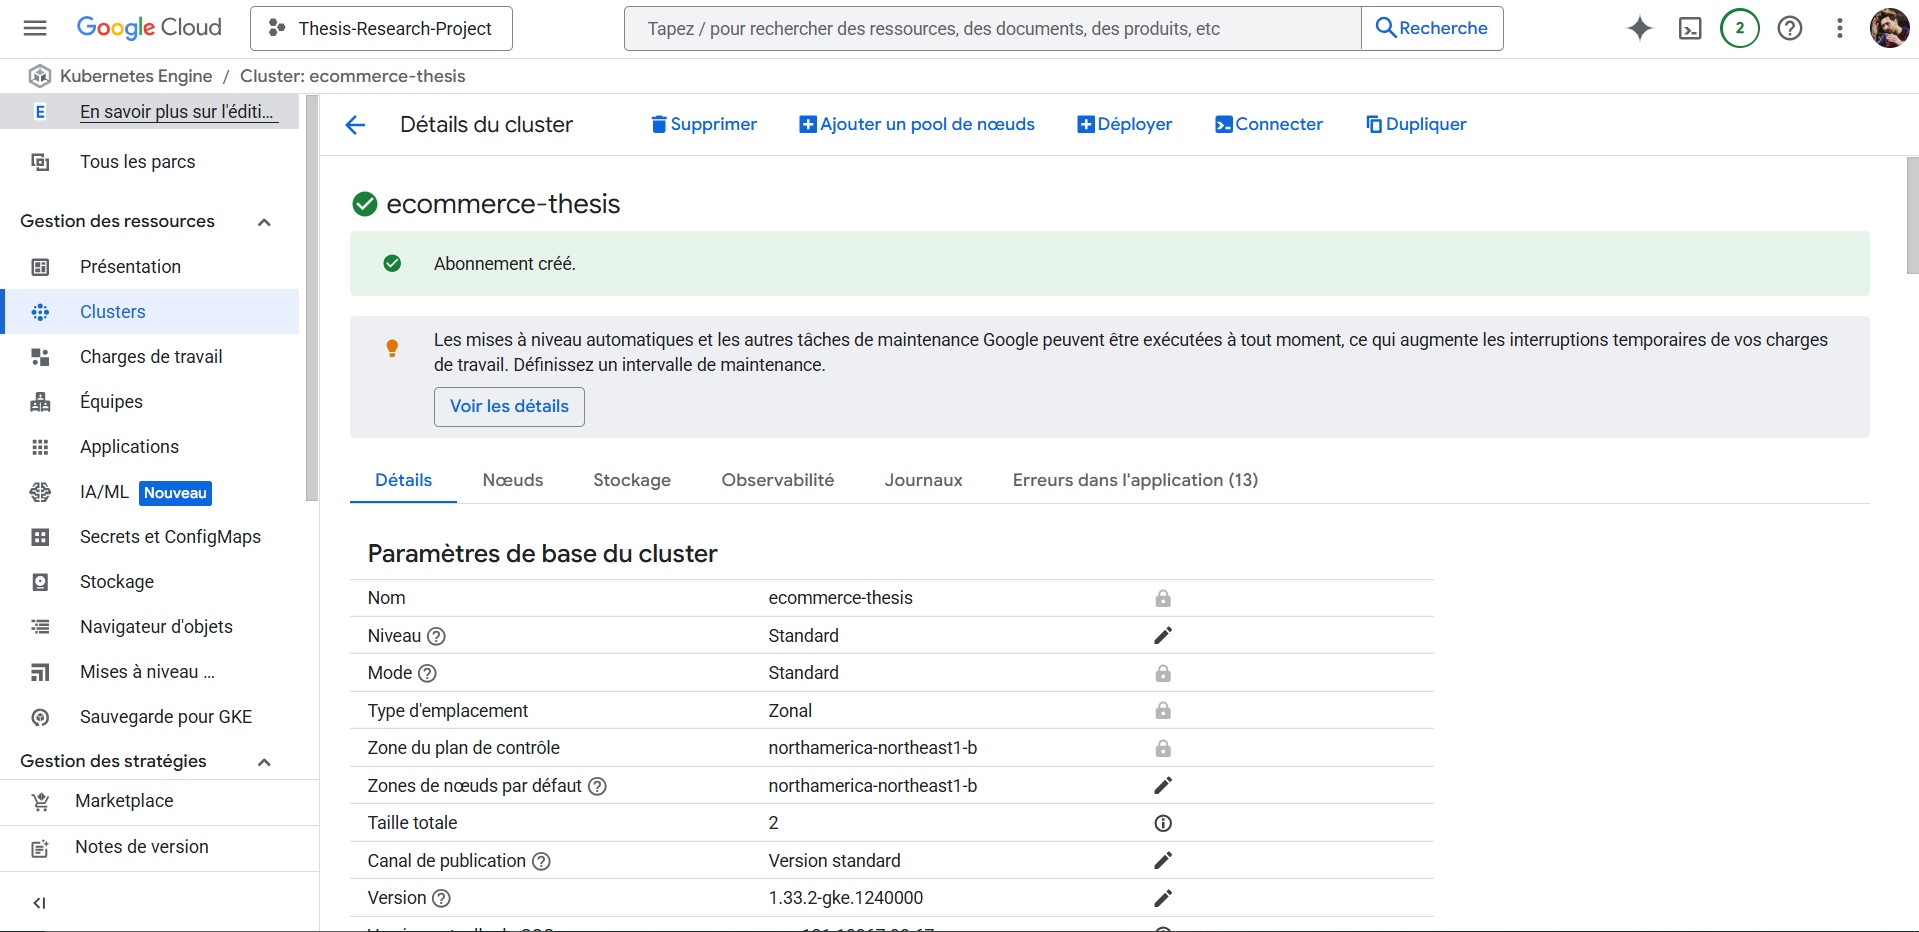 Google Cloud
Thesis-Research-Project
Tapez / pour rechercher des ressources, des documents, des produits, etc
Recherche
2
Kubernetes Engine / Cluster: ecommerce-thesis
E En savoir plus sur l'éditi...
Tous les parcs
Gestion des ressources
Présentation
Clusters
Charges de travail
Équipes
Applications
IA/ML Nouveau
Secrets et ConfigMaps
Stockage
Navigateur d'objets
Mises à niveau ...
Sauvegarde pour GKE
Gestion des stratégies
Marketplace
Notes de version
Détails du cluster
Supprimer
Ajouter un pool de nœuds
Déployer
Connecter
Dupliquer
ecommerce-thesis
Abonnement créé.
Les mises à niveau automatiques et les autres tâches de maintenance Google peuvent être exécutées à tout moment, ce qui augmente les interruptions temporaires de vos charges
de travail. Définissez un intervalle de maintenance.
Voir les détails
Détails Nœuds Stockage Observabilité Journaux Erreurs dans l'application (13)
Paramètres de base du cluster
Nom ecommerce-thesis
Niveau Standard
Mode Standard
Type d'emplacement Zonal
Zone du plan de contrôle northamerica-northeast1-b
Zones de nœuds par défaut northamerica-northeast1-b
Taille totale 2
Canal de publication Version standard
Version 1.33.2-gke.1240000